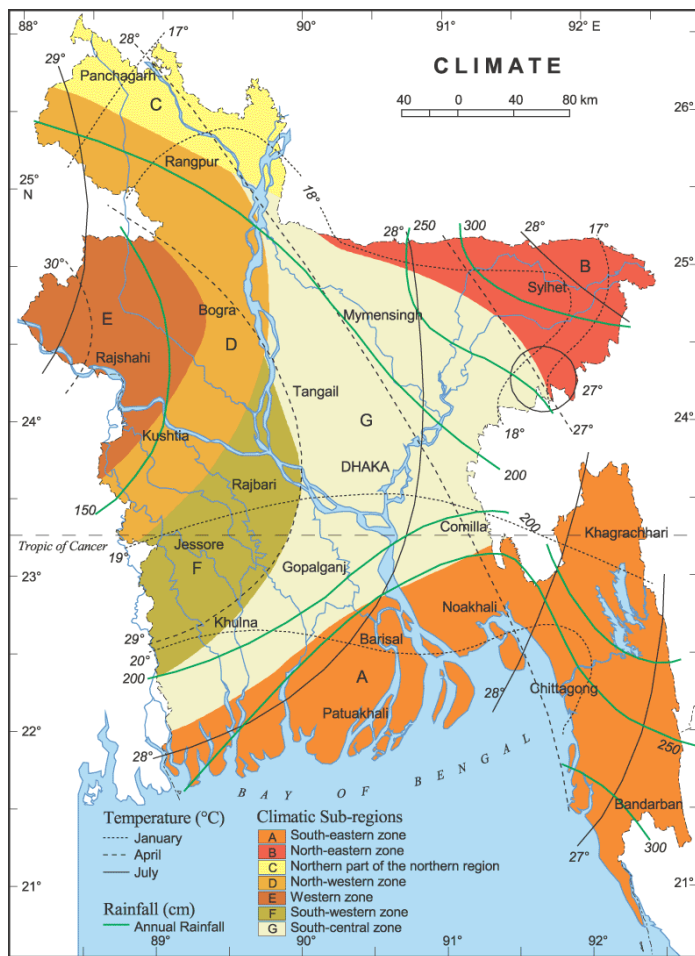 88° 28° 17° 90° 91° 92° E
29°
Panchagarh
CLIMATE
C
26°
40 0 40 80 km
Rangpur
25°
N
18°
28° 250 300 28° 17°
B
25°
30°
Sylhet
Bogra
Mymensingh
E
D
Rajshahi
Tangail
27°
24°
G
24°
Kushtia
18° 27°
DHAKA
200
Rajbari
150
200
Comilla
Khagrachhari
Tropic of Cancer 19°
Jessore
23°
F
Gopalganj
23°
Noakhali
Khulna
29°
Barisal
20°
200
A
28° Chittagong
Patuakhali
22°
28°
250
BAY OF BENGAL
Bandarban
Temperature (°C)
January
April
July
Rainfall (cm)
Annual Rainfall
Climatic Sub-regions
A South-eastern zone
B North-eastern zone
C Northern part of the northern region
D North-western zone
E Western zone
F South-western zone
G South-central zone
27°
300
21°
21°
89° 90° 91° 92°